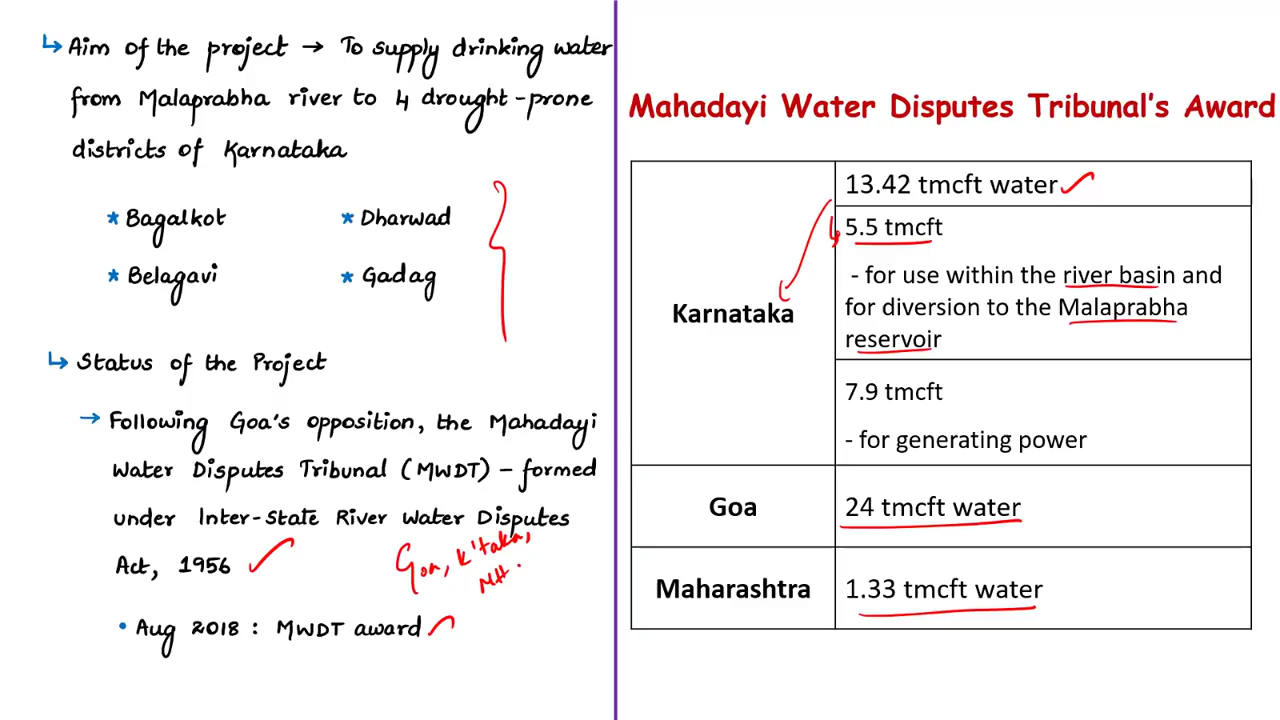 ↳ Aim of the project → To supply drinking water
from Malaprabha river to 4 drought-prone
districts of Karnataka
* Bagalkot * Dharwad
* Belagavi * Gadag
↳ Status of the Project
→ Following Goa's opposition, the Mahadayi
Water Disputes Tribunal (MWDT) – formed
under Inter-State River Water Disputes
Act, 1956
Goa, K'taka,
MH.
• Aug 2018 : MWDT award
Mahadayi Water Disputes Tribunal's Award
Karnataka
13.42 tmcft water
5.5 tmcft
- for use within the river basin and
for diversion to the Malaprabha
reservoir
7.9 tmcft
- for generating power
Goa
24 tmcft water
Maharashtra
1.33 tmcft water